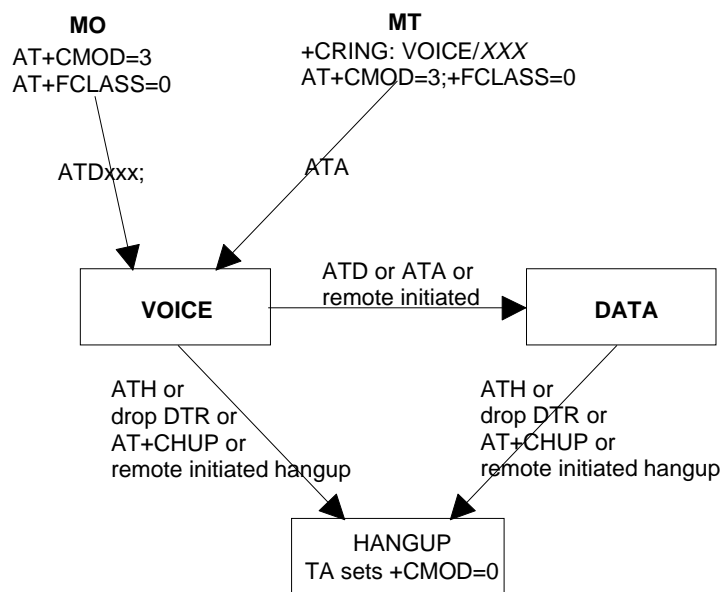 MO
AT+CMOD=3
AT+FCLASS=0
MT
+CRING: VOICE/XXX
AT+CMOD=3;+FCLASS=0
ATDxxx;
ATA
VOICE
ATD or ATA or
remote initiated
DATA
ATH or
drop DTR or
AT+CHUP or
remote initiated hangup
ATH or
drop DTR or
AT+CHUP or
remote initiated hangup
HANGUP
TA sets +CMOD=0